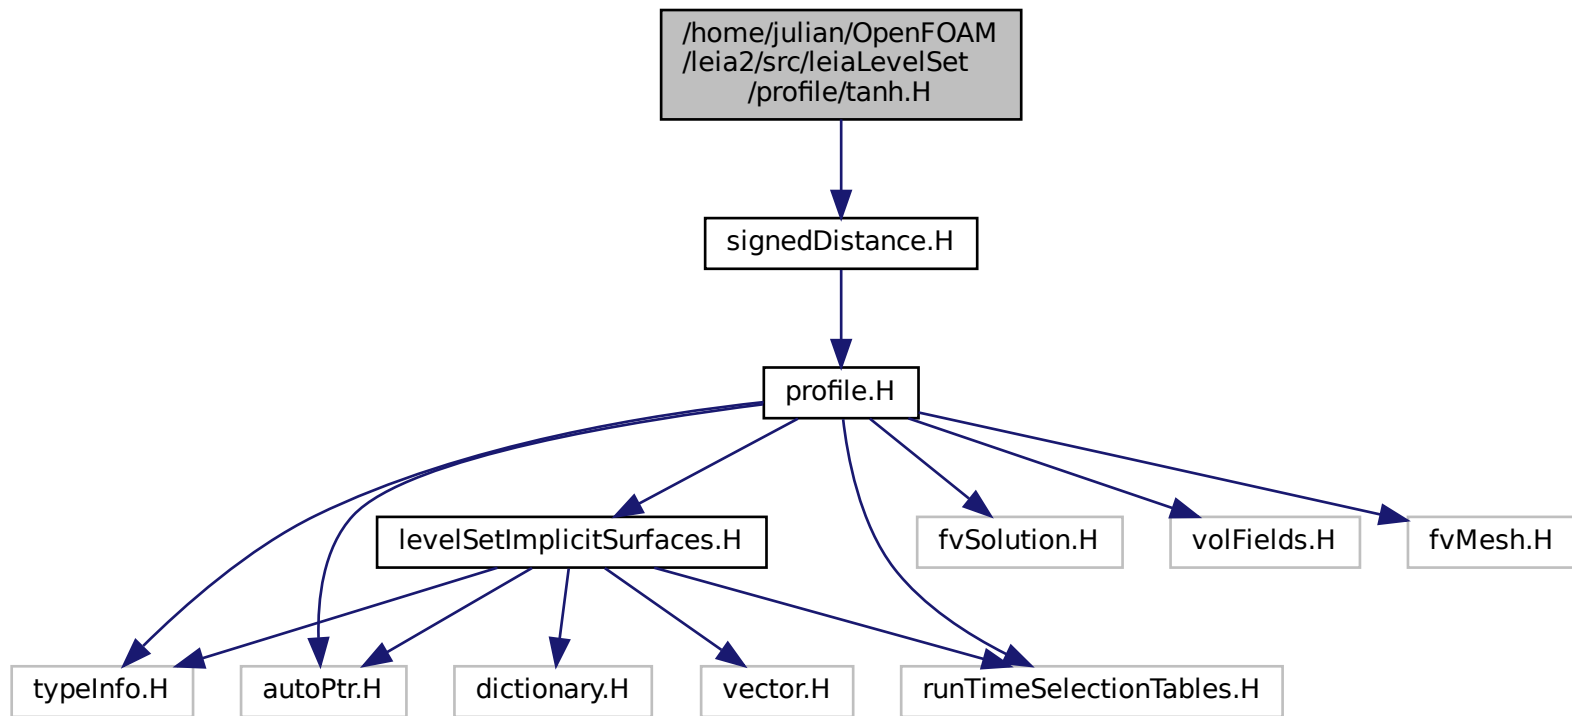 /home/julian/OpenFOAM
/leia2/src/leiaLevelSet
/profile/tanh.H
signedDistance.H
profile.H
levelSetImplicitSurfaces.H
fvSolution.H
volFields.H
fvMesh.H
typeInfo.H
autoPtr.H
dictionary.H
vector.H
runTimeSelectionTables.H